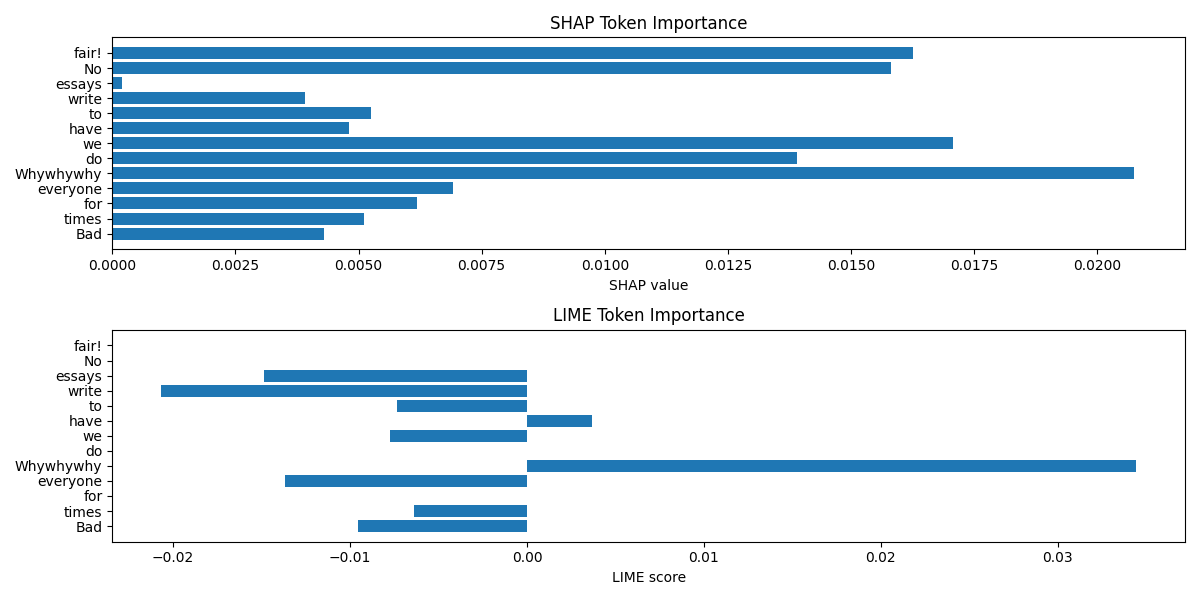 SHAP Token Importance
fair!
No
essays
write
to
have
we
do
Whywhywhy
everyone
for
times
Bad
0.0000 0.0025 0.0050 0.0075 0.0100 0.0125 0.0150 0.0175 0.0200
SHAP value
LIME Token Importance
fair!
No
essays
write
to
have
we
do
Whywhywhy
everyone
for
times
Bad
−0.02 −0.01 0.00 0.01 0.02 0.03
LIME score